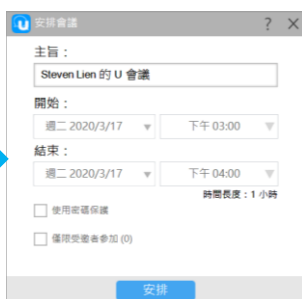 安排會議 ? ×
主旨：
Steven Lien 的 U 會議
開始：
週二 2020/3/17 下午 03:00
結束：
週二 2020/3/17 下午 04:00
時間長度：1 小時
使用密碼保護
僅限受邀者參加 (0)
安排